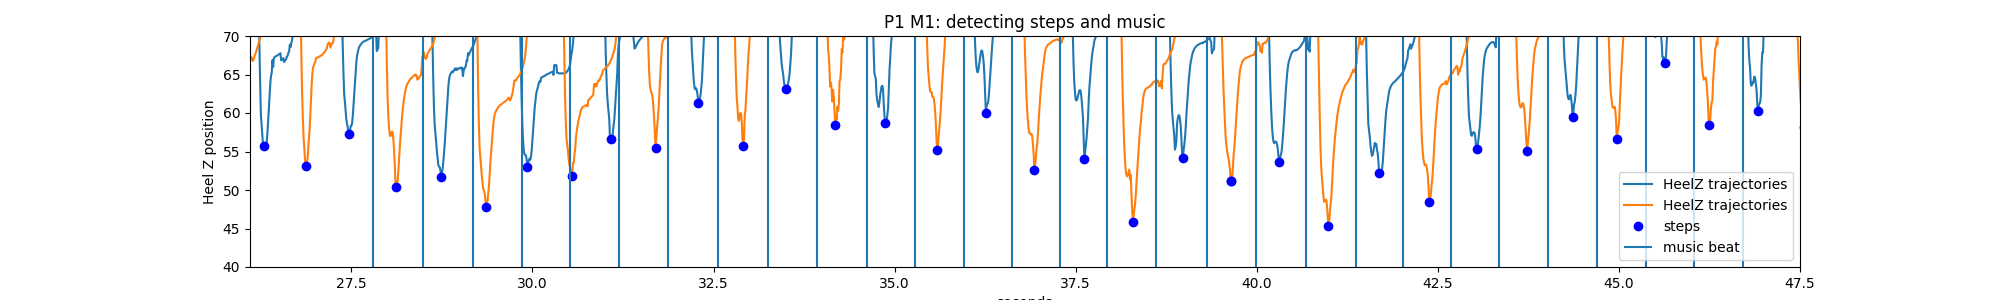 P1 M1: detecting steps and music
Heel Z position
70
65
60
55
50
45
40
27.5
30.0
32.5
35.0
37.5
40.0
42.5
45.0
47.5
seconds
HeelZ trajectories
HeelZ trajectories
steps
music beat